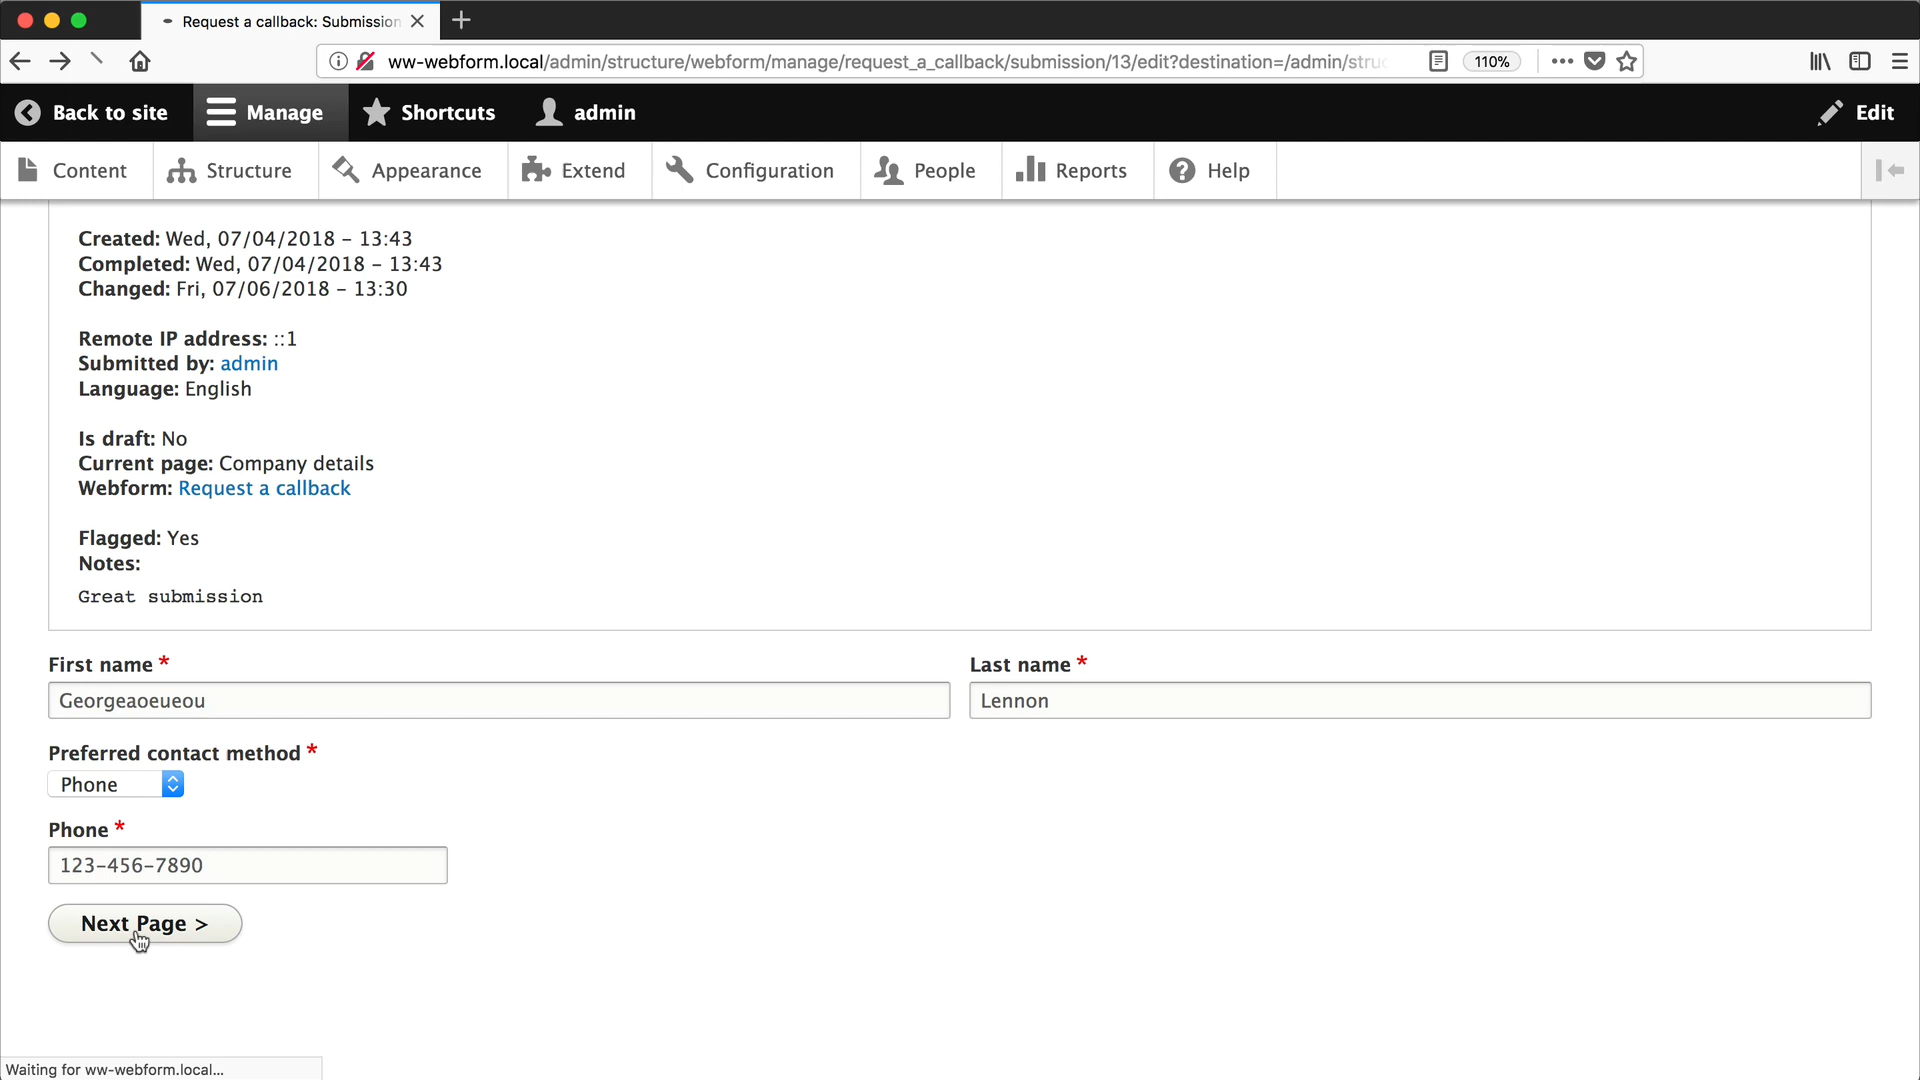 Request a callback: Submission
ww-webform.local/admin/structure/webform/manage/request_a_callback/submission/13/edit?destination=/admin/struc
110%
Back to site
Manage
Shortcuts
admin
Edit
Content
Structure
Appearance
Extend
Configuration
People
Reports
Help
Created: Wed, 07/04/2018 - 13:43
Completed: Wed, 07/04/2018 - 13:43
Changed: Fri, 07/06/2018 - 13:30
Remote IP address: ::1
Submitted by: admin
Language: English
Is draft: No
Current page: Company details
Webform: Request a callback
Flagged: Yes
Notes:
Great submission
First name *
Last name *
Georgeaoeueou
Lennon
Preferred contact method *
Phone
Phone *
123-456-7890
Next Page >
Waiting for ww-webform.local...